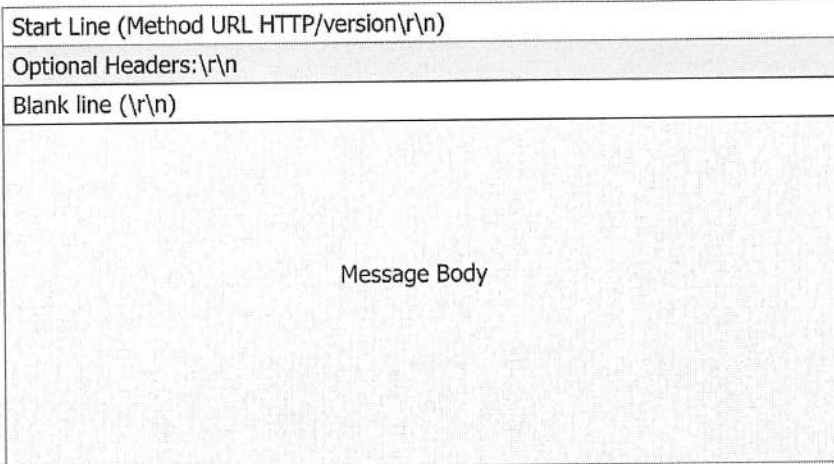 Start Line (Method URL HTTP/version\r\n)
Optional Headers:\r\n
Blank line (\r\n)
Message Body